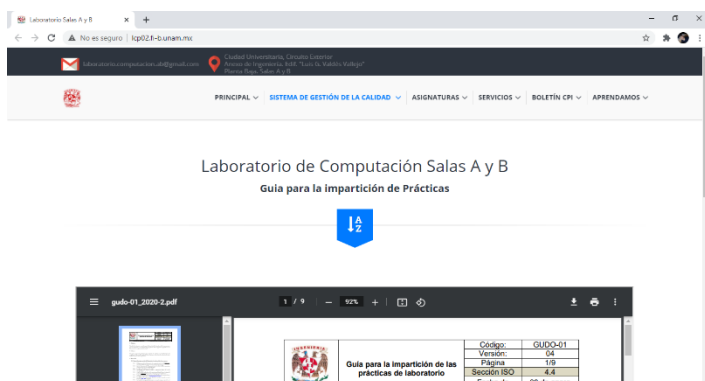 Laboratorio Salas A y B
No es seguro | lcp02.fi-b.unam.mx
laboratorio.computacion.ab@gmail.com
Ciudad Universitaria, Circuito Exterior
Anexo de Ingeniería, Edif. "Luis G. Valdés Vallejo"
Planta Baja, Salas A y B
PRINCIPAL
SISTEMA DE GESTIÓN DE LA CALIDAD
ASIGNATURAS
SERVICIOS
BOLETÍN CPI
APRENDAMOS
Laboratorio de Computación Salas A y B
Guia para la impartición de Prácticas
A
Z
gudo-01_2020-2.pdf
1 / 9
92%
Guía para la impartición de las
prácticas de laboratorio
Código: GUDO-01
Versión: 04
Página 1/9
Sección ISO 4.4